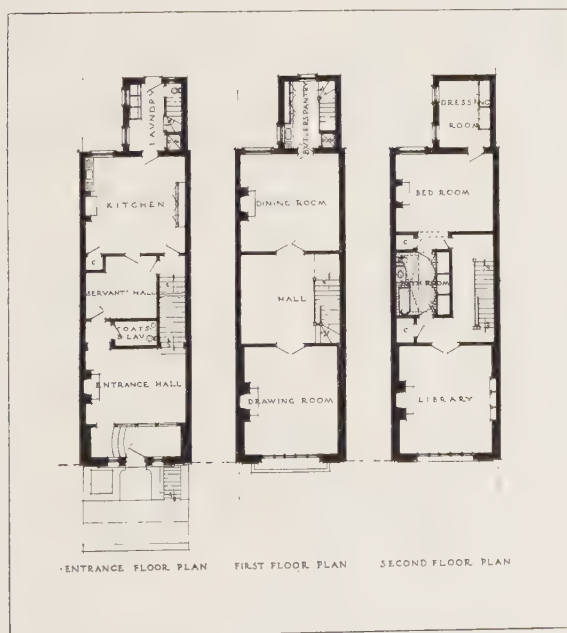 LAUNDRY
KITCHEN
C
SERVANTS HALL
COATS
& LAV.
ENTRANCE HALL
·ENTRANCE FLOOR PLAN
BUTLERS PANTRY
DINING ROOM
HALL
DRAWING ROOM
FIRST FLOOR PLAN
DRESSING
ROOM
BED ROOM
C
BATH ROOM
C
LIBRARY
SECOND FLOOR PLAN